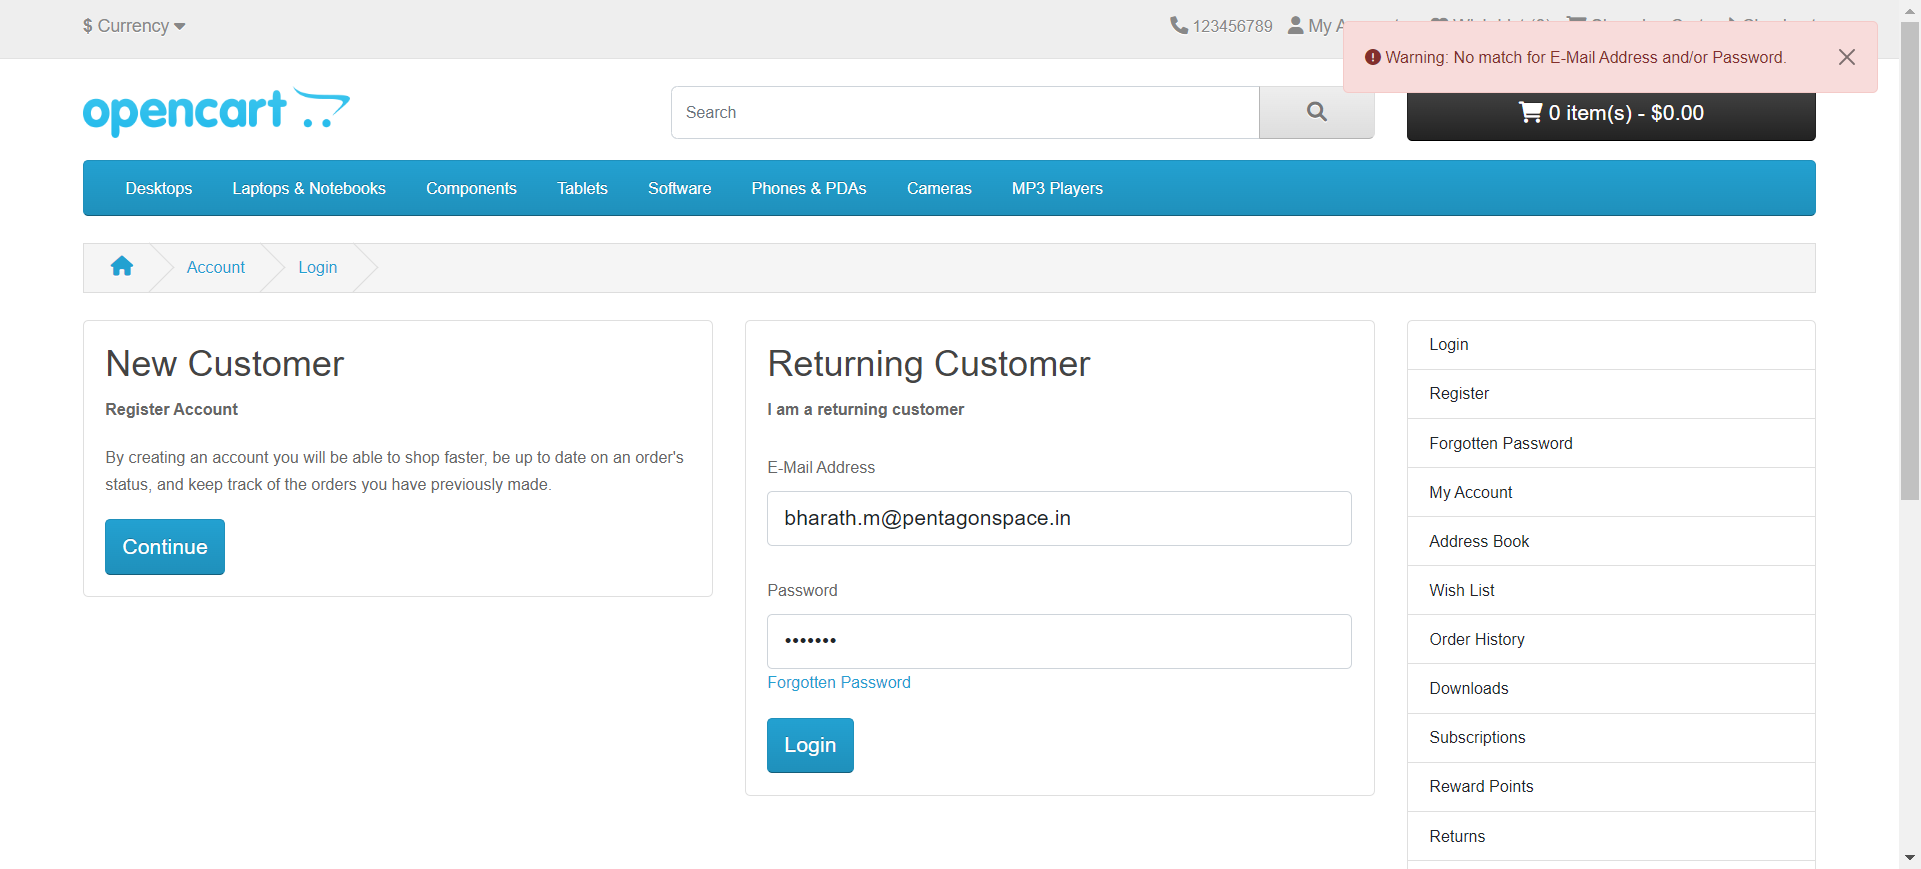 $ Currency
123456789 My
Warning: No match for E-Mail Address and/or Password.
opencart
Search
0 item(s) - $0.00
Desktops Laptops & Notebooks Components Tablets Software Phones & PDAs Cameras MP3 Players
Account Login
New Customer
Register Account
By creating an account you will be able to shop faster, be up to date on an order's
status, and keep track of the orders you have previously made.
Continue
Returning Customer
I am a returning customer
E-Mail Address
bharath.m@pentagonspace.in
Password
•••••••
Forgotten Password
Login
Login
Register
Forgotten Password
My Account
Address Book
Wish List
Order History
Downloads
Subscriptions
Reward Points
Returns